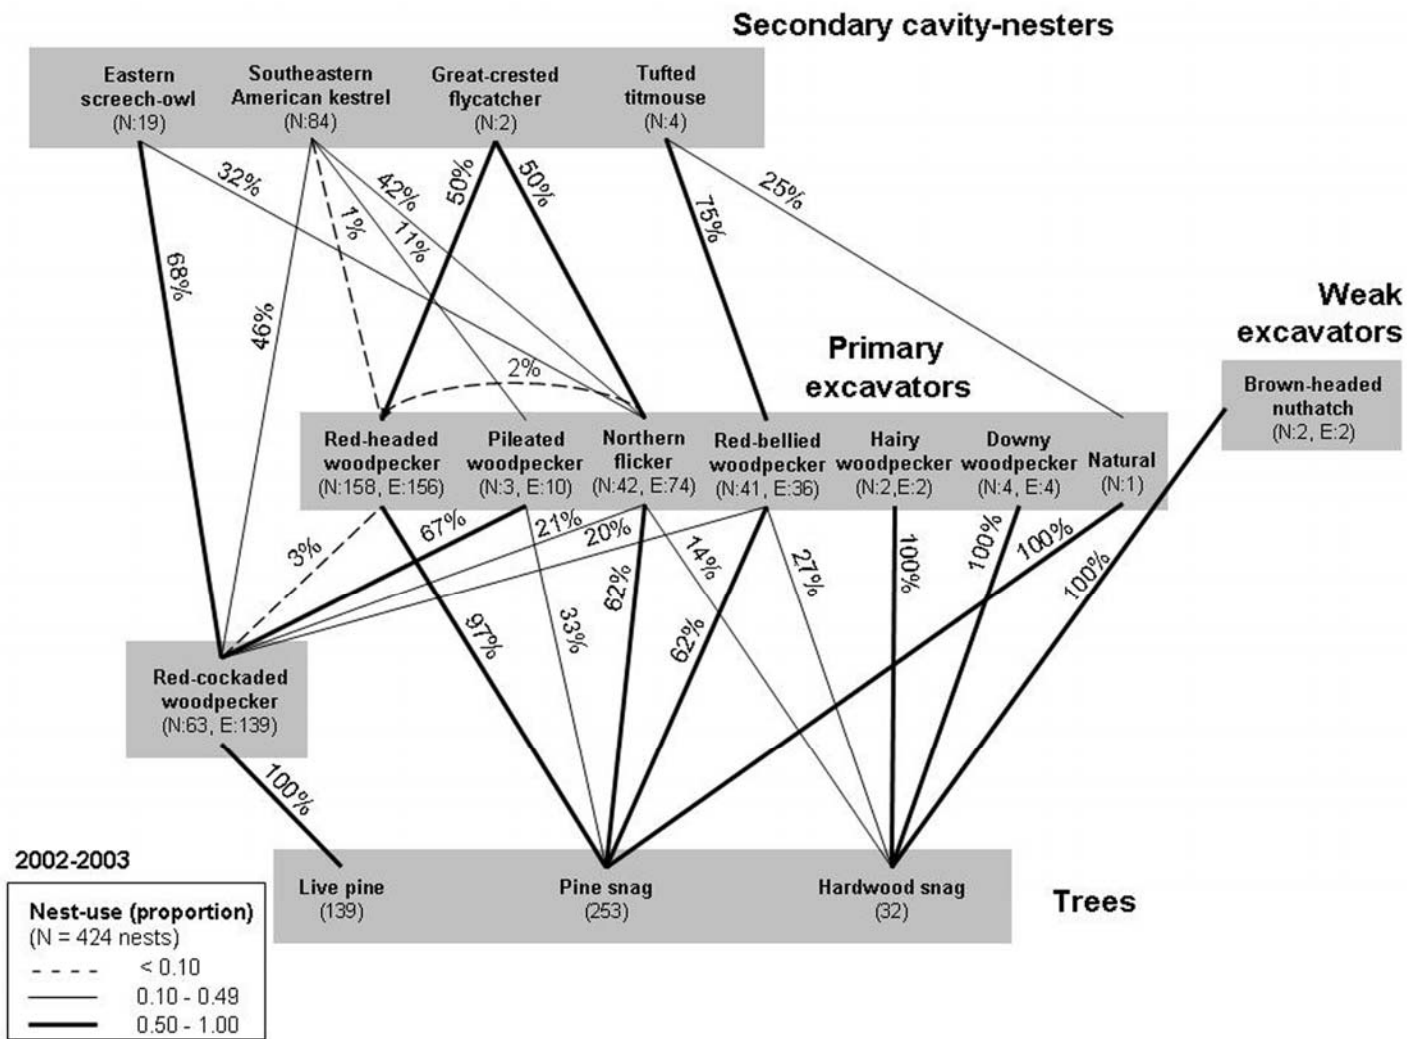 Secondary cavity-nesters
Eastern
screech-owl
(N:19)
Southeastern
American kestrel
(N:84)
Great-crested
flycatcher
(N:2)
Tufted
titmouse
(N:4)
32%
42%
50%
50%
25%
1%
11%
75%
68%
46%
2%
Weak
excavators
Brown-headed
nuthatch
(N:2, E:2)
Primary
excavators
Red-headed
woodpecker
(N:158, E:156)
Pileated
woodpecker
(N:3, E:10)
Northern
flicker
(N:42, E:74)
Red-bellied
woodpecker
(N:41, E:36)
Hairy
woodpecker
(N:2,E:2)
Downy
woodpecker
(N:4, E:4)
Natural
(N:1)
3%
67%
21%
20%
14%
27%
100%
100%
100%
100%
97%
33%
62%
62%
Red-cockaded
woodpecker
(N:63, E:139)
100%
Live pine
(139)
Pine snag
(253)
Hardwood snag
(32)
Trees
2002-2003
Nest-use (proportion)
(N = 424 nests)
< 0.10
0.10 - 0.49
0.50 - 1.00